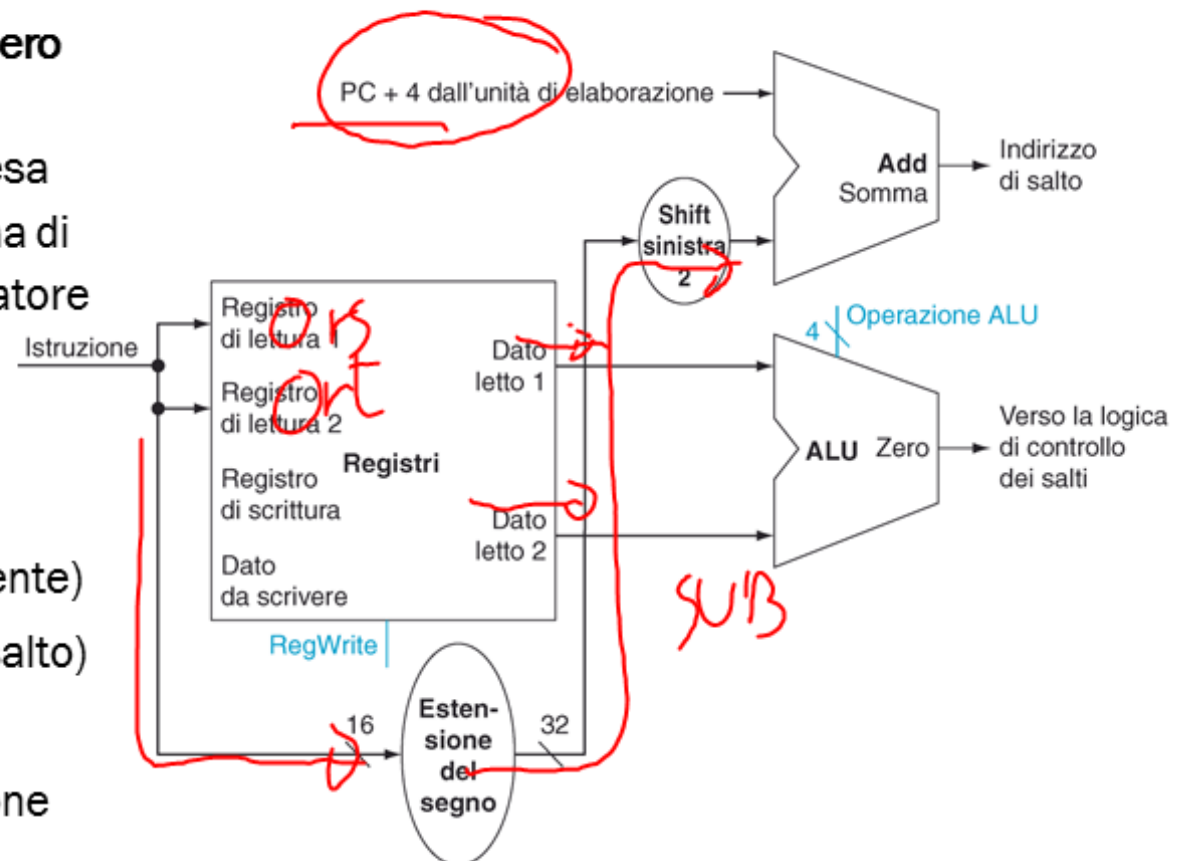 ero
esa
na di
atore
ente)
salto)
one
PC + 4 dall'unità di elaborazione
Add
Somma
Indirizzo
di salto
Shift
sinistra
2
Istruzione
Registro
di lettura 1
rs
Registro
di lettura 2
rt
Registro
di scrittura
Dato
da scrivere
Registri
Dato
letto 1
Dato
letto 2
RegWrite
4
Operazione ALU
ALU
Zero
Verso la logica
di controllo
dei salti
SUB
16
Esten-
sione
del
segno
32